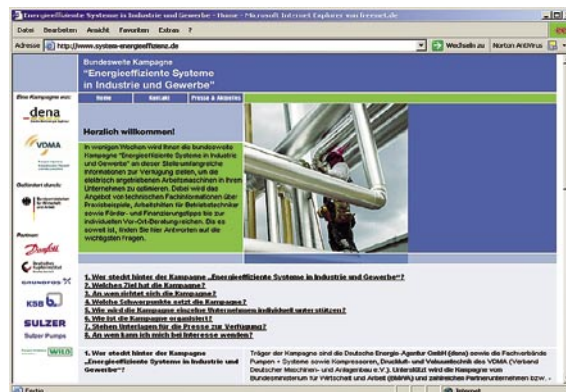 Energieeffiziente Systeme in Industrie und Gewerbe - Home - Microsoft Internet Explorer von freenet.de
Datei Bearbeiten Ansicht Favoriten Extras ?
Adresse http://www.system-energieeffizienz.de Wechseln zu Norton AntiVirus
Bundesweite Kampagne
"Energieeffiziente Systeme
in Industrie und Gewerbe"
Home Kontakt Presse & Aktuelles
Eine Kampagne von:
dena
VDMA
Gefördert durch:
Bundesministerium
für Wirtschaft
und Arbeit
Partner:
Danfoss
Deutsches
Kupferinstitut
GRUNDFOS
KSB
SULZER
Sulzer Pumps
WILO
Herzlich willkommen!
In wenigen Wochen wird Ihnen die bundesweite
Kampagne "Energieeffiziente Systeme in Industrie
und Gewerbe" an dieser Stelle umfangreiche
Informationen zur Verfügung stellen, um die
elektrisch angetriebenen Arbeitsmaschinen in Ihrem
Unternehmen zu optimieren. Dabei wird das
Angebot von technischen Fachinformationen über
Praxisbeispiele, Arbeitshilfen für Betriebstechniker
sowie Förder- und Finanzierungstipps bis zur
individuellen Vor-Ort-Beratung reichen. Bis es
soweit ist, finden Sie hier Antworten auf die
wichtigsten Fragen.
1. Wer steckt hinter der Kampagne „Energieeffiziente Systeme in Industrie und Gewerbe"?
2. Welches Ziel hat die Kampagne?
3. An wen richtet sich die Kampagne?
4. Welche Schwerpunkte setzt die Kampagne?
5. Wie wird die Kampagne einzelne Unternehmen individuell unterstützen?
6. Wie ist die Kampagne organisiert?
7. Stehen Unterlagen für die Presse zur Verfügung?
8. An wen kann ich mich bei Interesse wenden?
1. Wer steckt hinter der Kampagne
„Energieeffiziente Systeme in Industrie und
Gewerbe"?
Träger der Kampagne sind die Deutsche Energie-Agentur GmbH (dena) sowie die Fachverbände
Pumpen + Systeme sowie Kompressoren, Druckluft- und Vakuumtechnik des VDMA (Verband
Deutscher Maschinen- und Anlagenbau e.V.). Unterstützt wird die Kampagne vom
Bundesministerium für Wirtschaft und Arbeit (BMWA) und zahlreichen Partnerunternehmen bzw. -
Fertig Internet